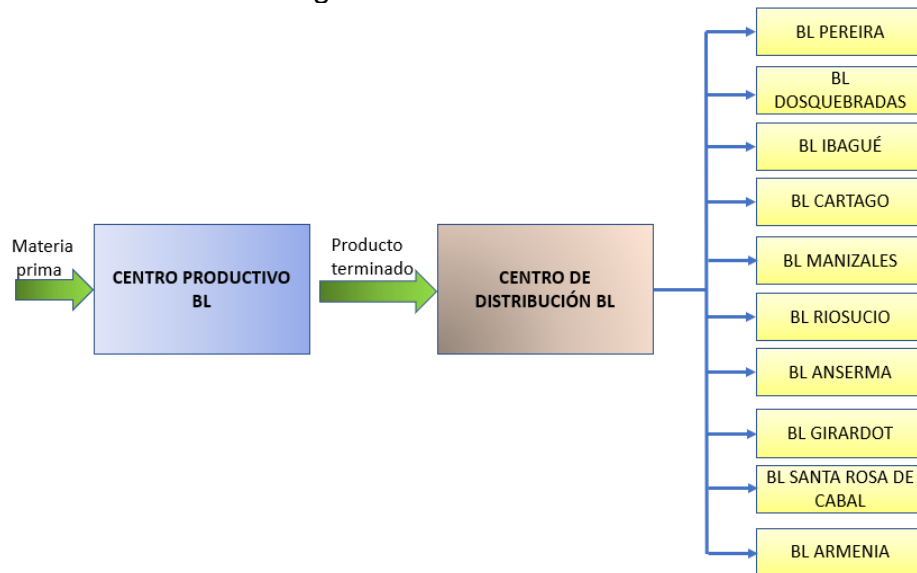 BL PEREIRA
BL
DOSQUEBRADAS
BL IBAGUÉ
BL CARTAGO
Materia
prima
CENTRO PRODUCTIVO
BL
Producto
terminado
CENTRO DE
DISTRIBUCIÓN BL
BL MANIZALES
BL RIOSUCIO
BL ANSERMA
BL GIRARDOT
BL SANTA ROSA DE
CABAL
BL ARMENIA